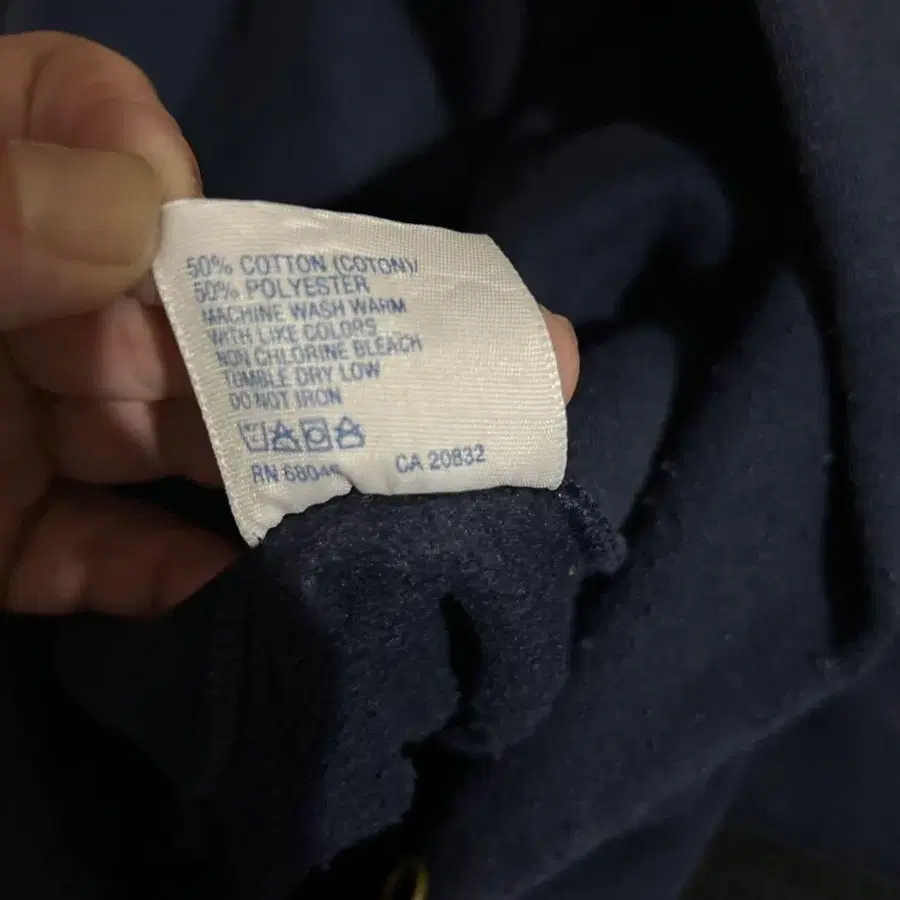 50% COTTON (COTON)/
50% POLYESTER
MACHINE WASH WARM
WITH LIKE COLORS
NON CHLORINE BLEACH
TUMBLE DRY LOW
DO NOT IRON
RN CA 20832